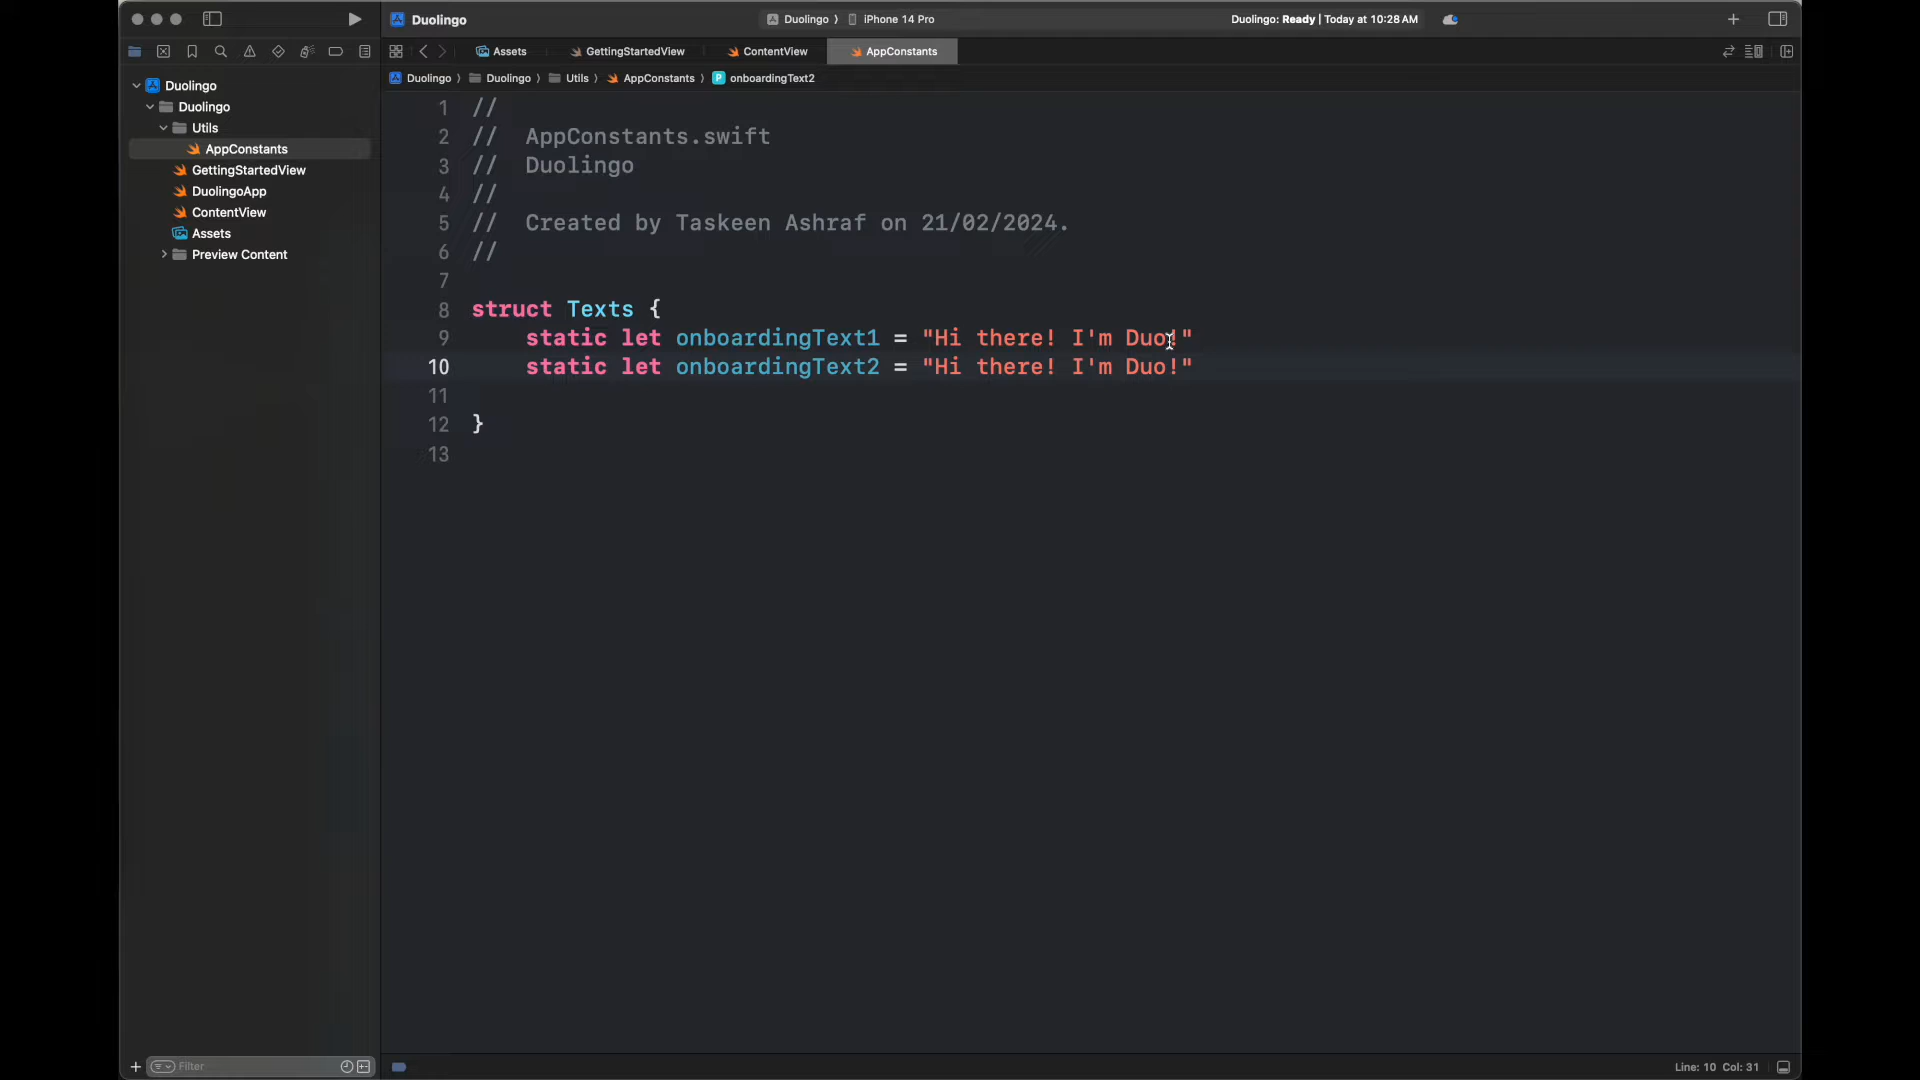 Duolingo
Duolingo 〉 iPhone 14 Pro
Duolingo: Ready | Today at 10:28 AM
Assets
GettingStartedView
ContentView
AppConstants
Duolingo 〉 Duolingo 〉 Utils 〉 AppConstants 〉 P onboardingText2
Duolingo
Duolingo
Utils
AppConstants
GettingStartedView
DuolingoApp
ContentView
Assets
Preview Content
1 //
2 //  AppConstants.swift
3 //  Duolingo
4 //
5 //  Created by Taskeen Ashraf on 21/02/2024.
6 //
7
8 struct Texts {
9     static let onboardingText1 = "Hi there! I'm Duo!"
10     static let onboardingText2 = "Hi there! I'm Duo!"
11
12 }
13
Filter
Line: 10 Col: 31